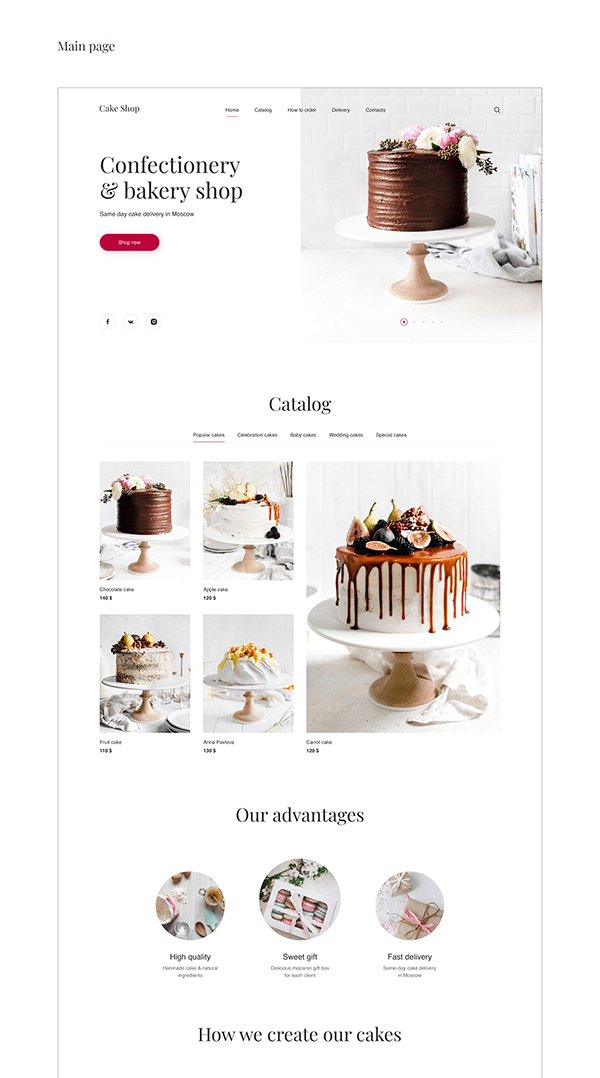 Main page
Cake Shop
Home
Catalog
How to order
Delivery
Contacts
Confectionery
& bakery shop
Same day cake delivery in Moscow
Shop now
Catalog
Popular cakes
Celebration cakes
Baby cakes
Wedding cakes
Special cakes
Chocolate cake
140 $
Apple cake
120 $
Fruit cake
110 $
Anna Pavlova
130 $
Carrot cake
120 $
Our advantages
High quality
Hanmade cake & natural
ingredients
Sweet gift
Delicious macaron gift box
for each client
Fast delivery
Same-day cake delivery
in Moscow
How we create our cakes